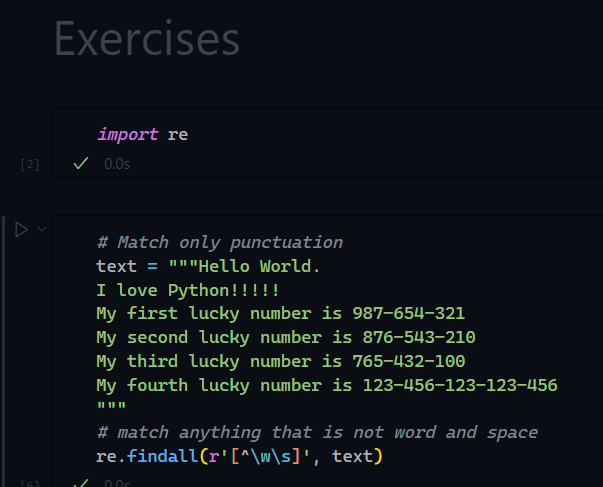 Exercises
import re
[2]
0.0s
# Match only punctuation
text = """Hello World.
I love Python!!!!!
My first lucky number is 987-654-321
My second lucky number is 876-543-210
My third lucky number is 765-432-100
My fourth lucky number is 123-456-123-123-456
"""
# match anything that is not word and space
re.findall(r'[^\w\s]', text)
[6]
0.0s